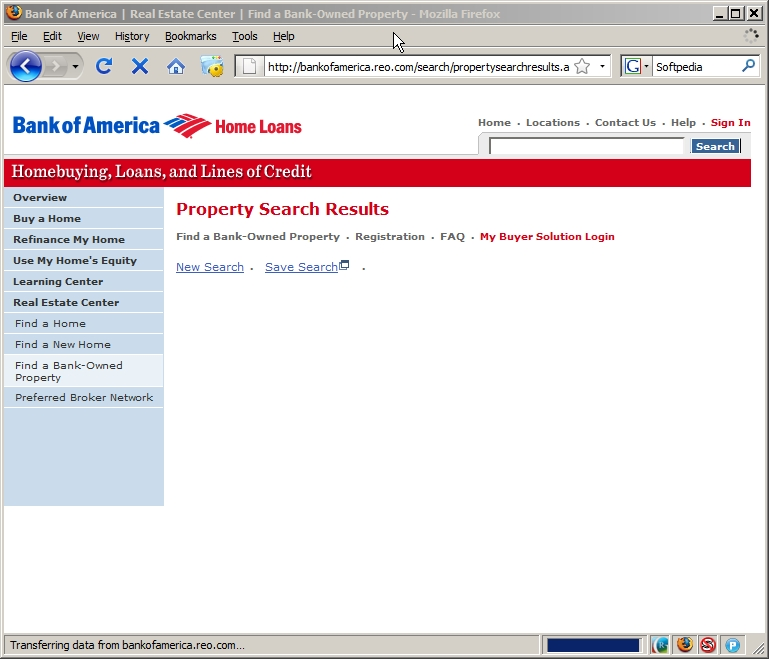 Bank of America | Real Estate Center | Find a Bank-Owned Property - Mozilla Firefox
File Edit View History Bookmarks Tools Help
http://bankofamerica.reo.com/search/propertysearchresults.a
G Softpedia
Bank of America Home Loans
Home · Locations · Contact Us · Help · Sign In
Search
Homebuying, Loans, and Lines of Credit
Overview
Buy a Home
Refinance My Home
Use My Home's Equity
Learning Center
Real Estate Center
Find a Home
Find a New Home
Find a Bank-Owned
Property
Preferred Broker Network
Property Search Results
Find a Bank-Owned Property · Registration · FAQ · My Buyer Solution Login
New Search · Save Search ·
Transferring data from bankofamerica.reo.com...